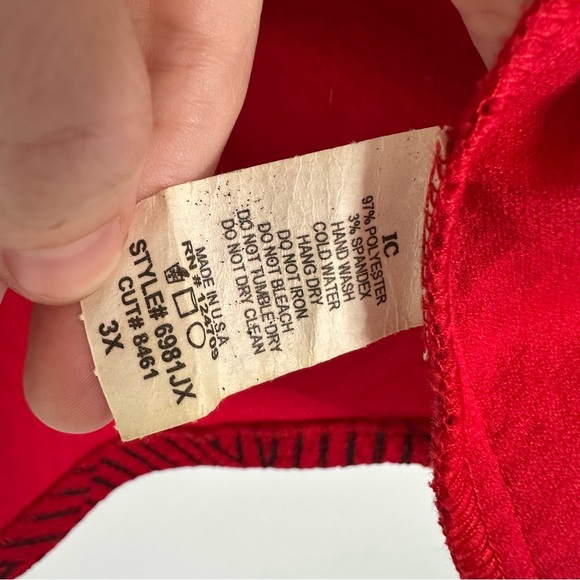 IC
97% POLYESTER
3% SPANDEX
HAND WASH
COLD WATER
HANG DRY
DO NOT IRON
DO NOT BLEACH
DO NOT TUMBLE DRY
DO NOT DRY CLEAN
MADE IN U.S.A
RN# 124709
STYLE# 6981JX
CUT# 8461
3X